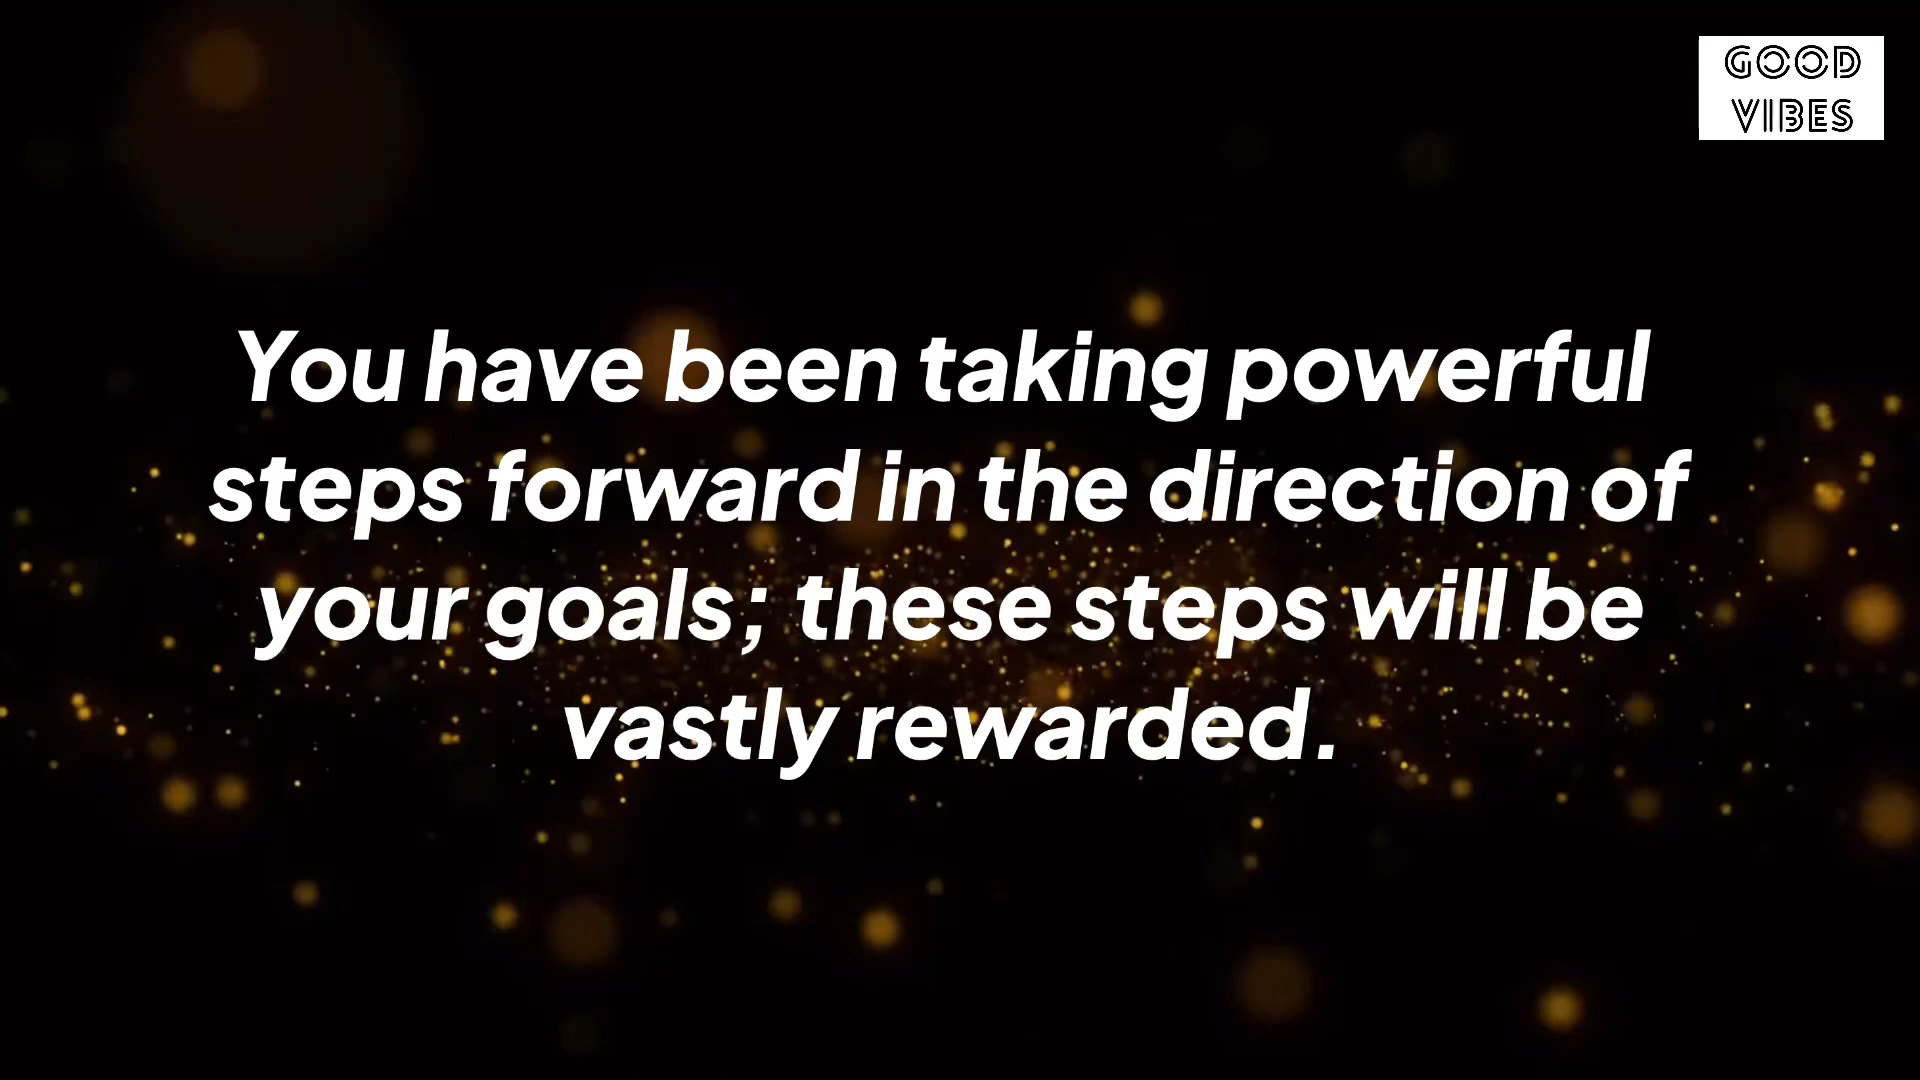 GOOD
VIBES
You have been taking powerful
steps forward in the direction of
your goals; these steps will be
vastly rewarded.